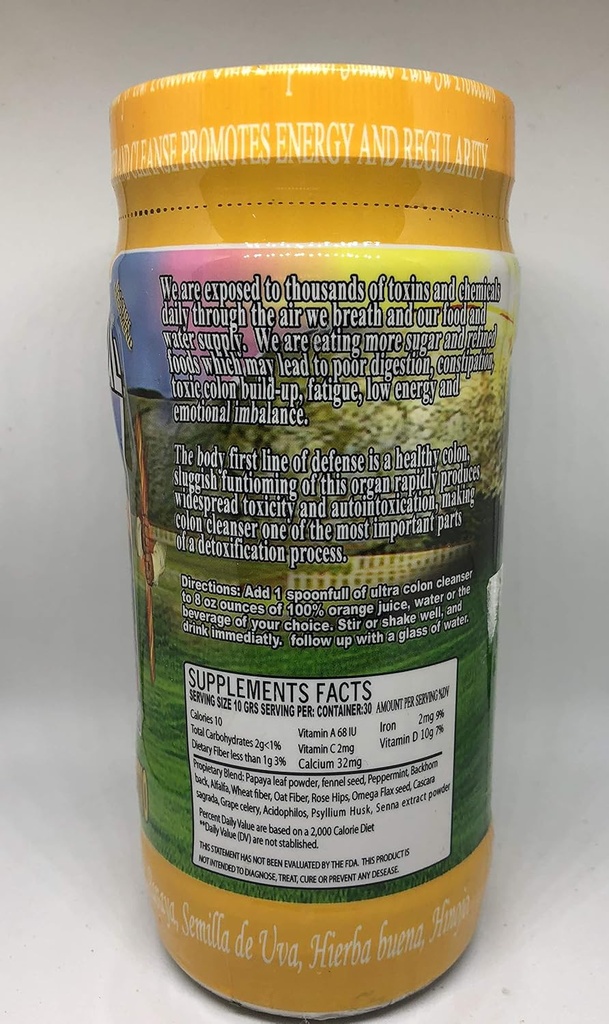 AND CLEANSE PROMOTES ENERGY AND REGULARITY
We are exposed to thousands of toxins and chemicals
daily through the air we breath and our food and
water supply. We are eating more sugar and refined
foods which may lead to poor digestion, constipation,
toxic colon build-up, fatigue, low energy and
emotional imbalance.
The body first line of defense is a healthy colon,
sluggish funtioming of this organ rapidly produces
widespread toxicity and autointoxication, making
colon cleanser one of the most important parts
of a detoxification process.
Directions: Add 1 spoonfull of ultra colon cleanser
to 8 oz ounces of 100% orange juice, water or the
beverage of your choice. Stir or shake well, and
drink immediatly. follow up with a glass of water.
SUPPLEMENTS FACTS
SERVING SIZE 10 GRS SERVING PER: CONTAINER:30 AMOUNT PER SERVING %DV
Calories 10 Vitamin A 68 IU Iron 2mg 9%
Total Carbohydrates 2g<1% Vitamin C 2mg Vitamin D 10g 7%
Dietary Fiber less than 1g 3% Calcium 32mg
Propietary Blend: Papaya leaf powder, fennel seed, Peppermint, Backhorn
back, Alfalfa, Wheat fiber, Oat Fiber, Rose Hips, Omega Flax seed, Cascara
sagrada, Grape celery, Acidophilos, Psyllium Husk, Senna extract powder
Percent Daily Value are based on a 2,000 Calorie Diet
**Daily Value (DV) are not stablished.
THIS STATEMENT HAS NOT BEEN EVALUATED BY THE FDA. THIS PRODUCT IS
NOT INTENDED TO DIAGNOSE, TREAT, CURE OR PREVENT ANY DESEASE.
Semilla de Uva, Hierba buena, Hinojo